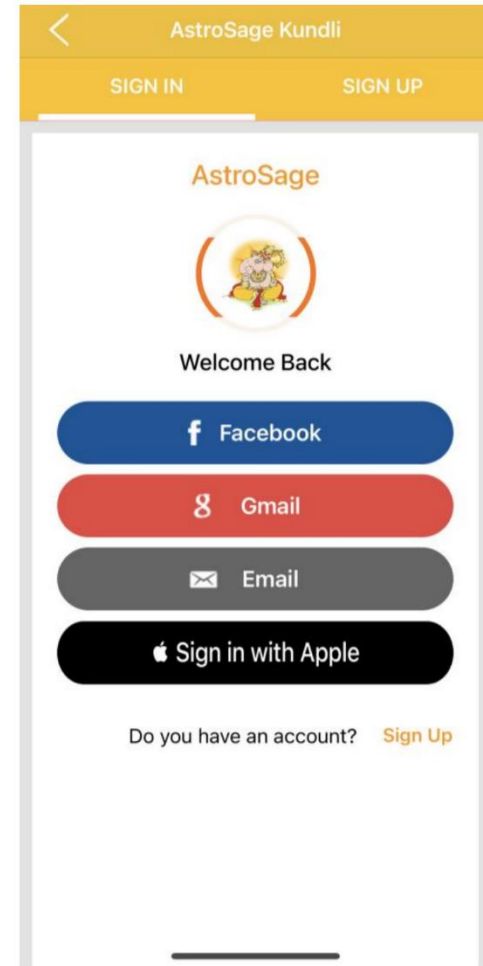 AstroSage Kundli
SIGN IN SIGN UP
AstroSage
Welcome Back
f Facebook
g Gmail
Email
Sign in with Apple
Do you have an account? Sign Up